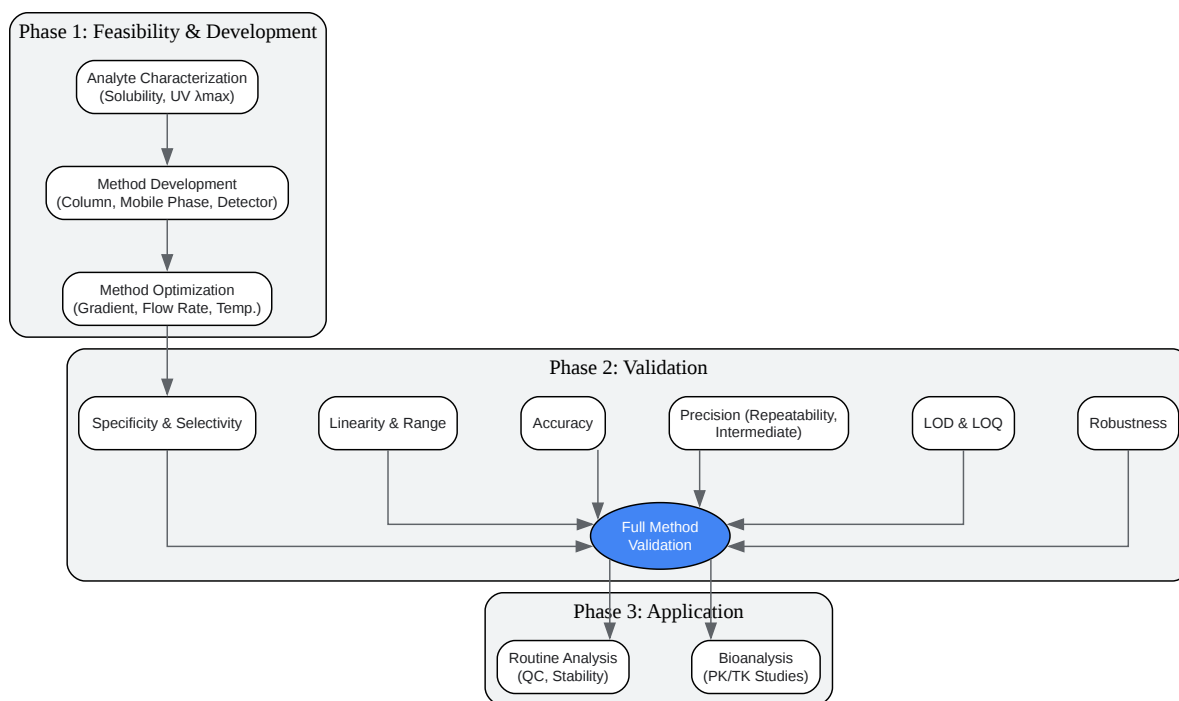 Phase 1: Feasibility & Development
Analyte Characterization
(Solubility, UV λmax)
Method Development
(Column, Mobile Phase, Detector)
Method Optimization
(Gradient, Flow Rate, Temp.)
Phase 2: Validation
Specificity & Selectivity
Linearity & Range
Accuracy
Precision (Repeatability,
Intermediate)
LOD & LOQ
Robustness
Full Method
Validation
Phase 3: Application
Routine Analysis
(QC, Stability)
Bioanalysis
(PK/TK Studies)